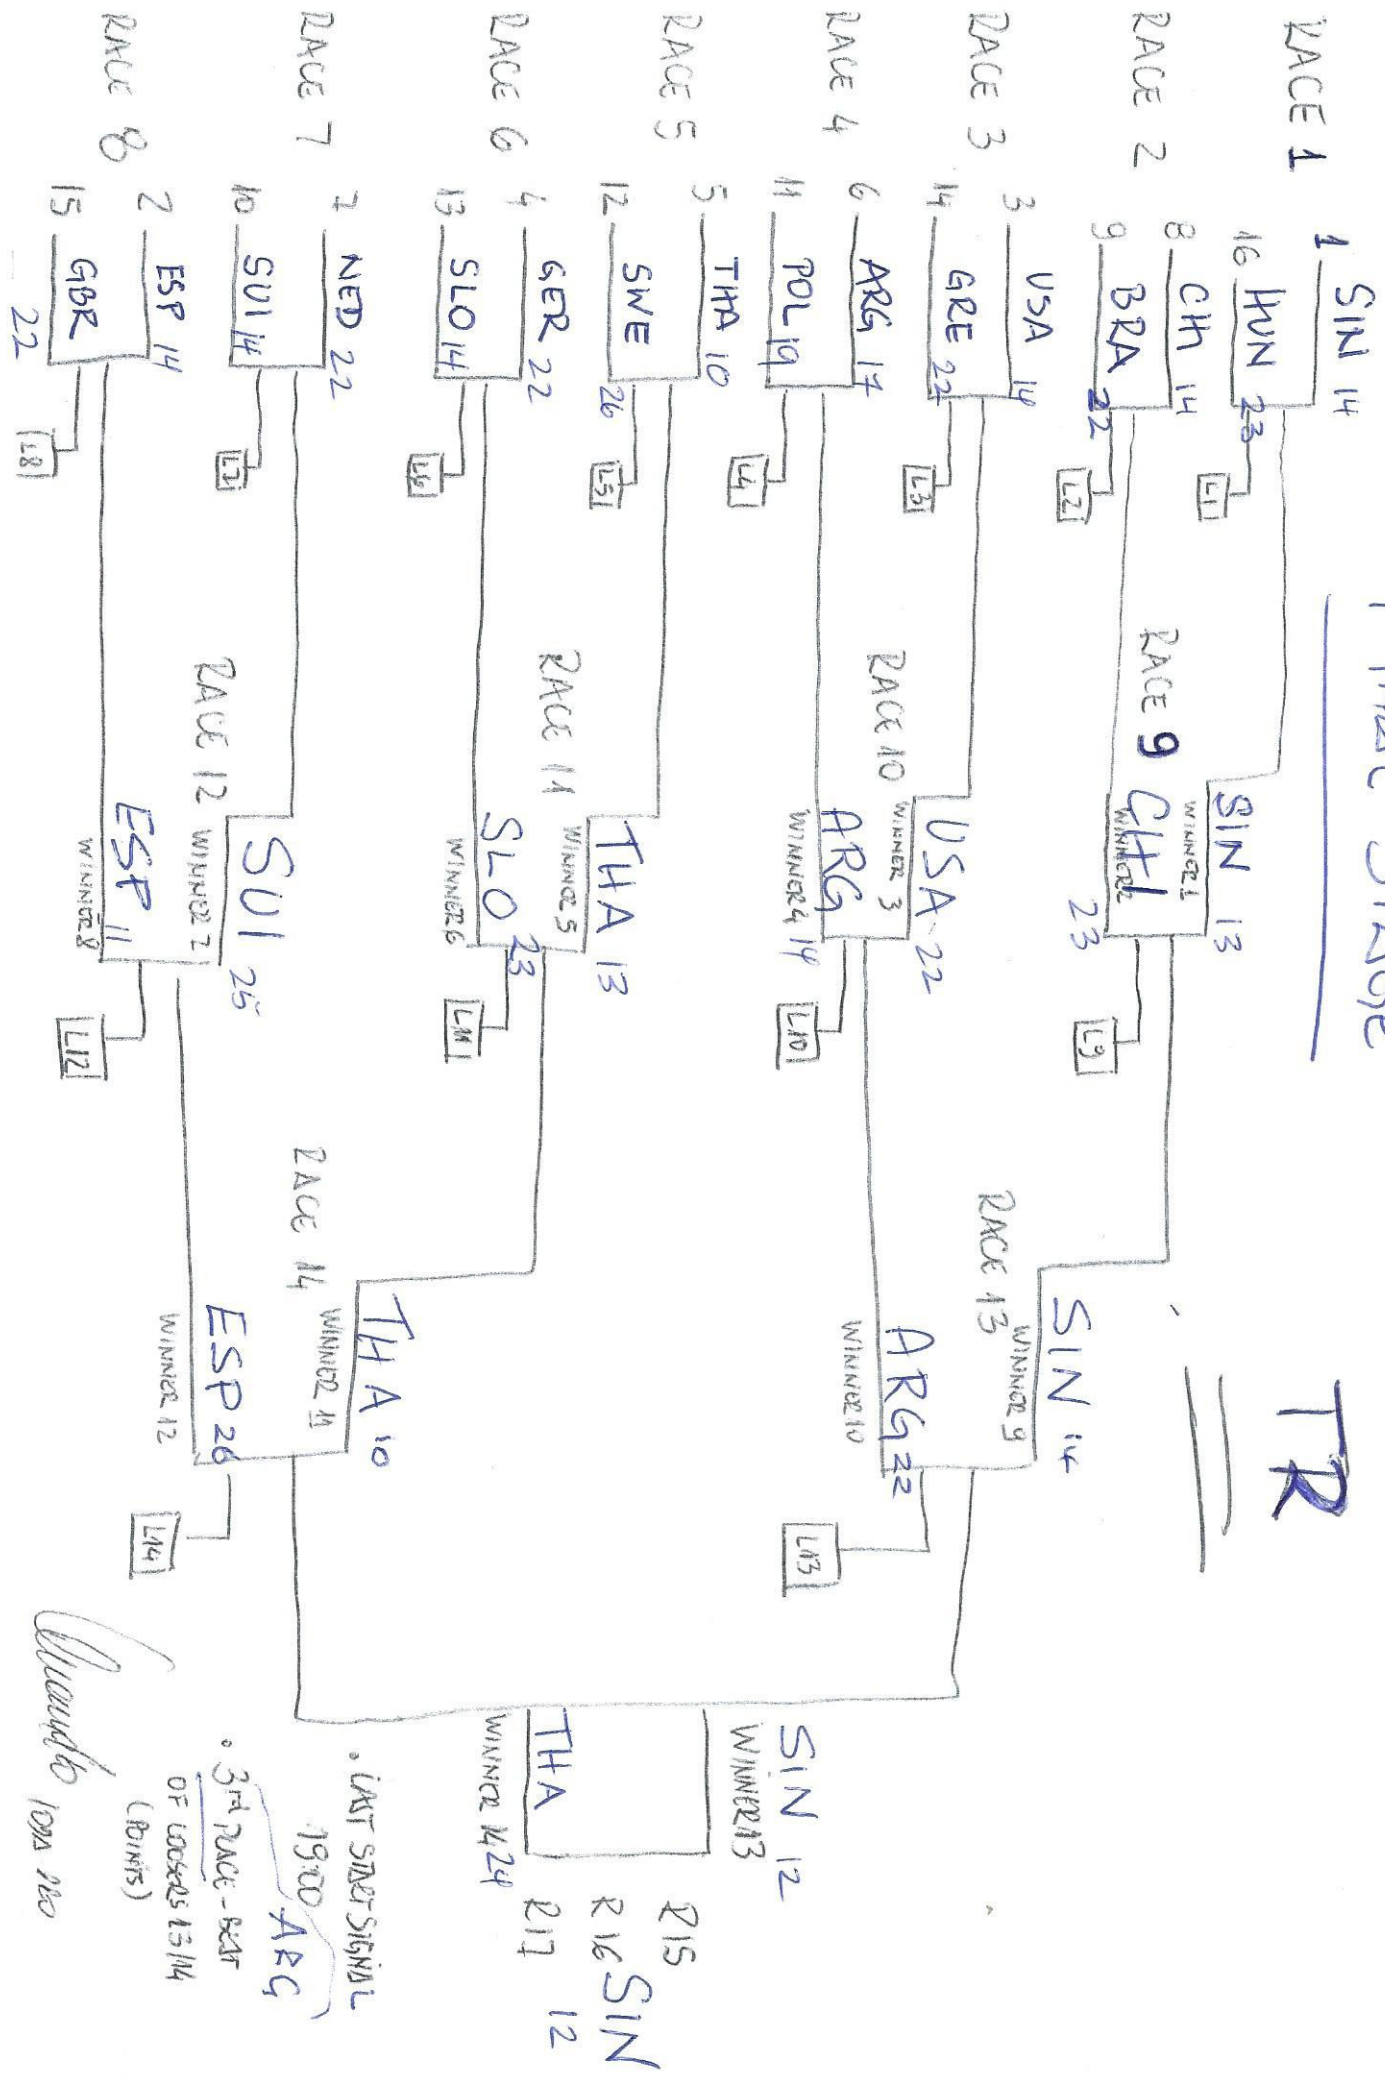 TR
RACE 1
1 SIN 14
16 HUN 23
L1
RACE 2
8 CHI 14
9 BRA 22
L2
RACE 3
3 USA 14
14 GRE 22
L3
RACE 4
6 ARG 17
11 POL 19
L4
RACE 5
5 THA 10
12 SWE 26
L5
RACE 6
4 GER 22
13 SLO 14
L6
RACE 7
7 NED 22
10 SUI 14
L7
RACE 8
2 ESP 14
15 GBR 22
L8
RACE 9
SIN 13
WINNER 1
CHI 23
WINNER 2
L9
RACE 10
USA 22
WINNER 3
ARG 14
WINNER 4
L10
RACE 11
THA 13
WINNER 5
SLO 23
WINNER 6
L11
RACE 12
SUI 25
WINNER 7
ESP 11
WINNER 8
L12
RACE 13
SIN 14
WINNER 9
ARG 22
WINNER 10
L13
RACE 14
THA 10
WINNER 11
ESP 26
WINNER 12
L14
SIN 12
WINNER 13
THA 24
WINNER 14
R15
R16 SIN 12
R17
• LAST START SIGNAL
19:00
ARG
• 3rd PLACE - BEST
OF LOOSERS 13/14
(POINTS)